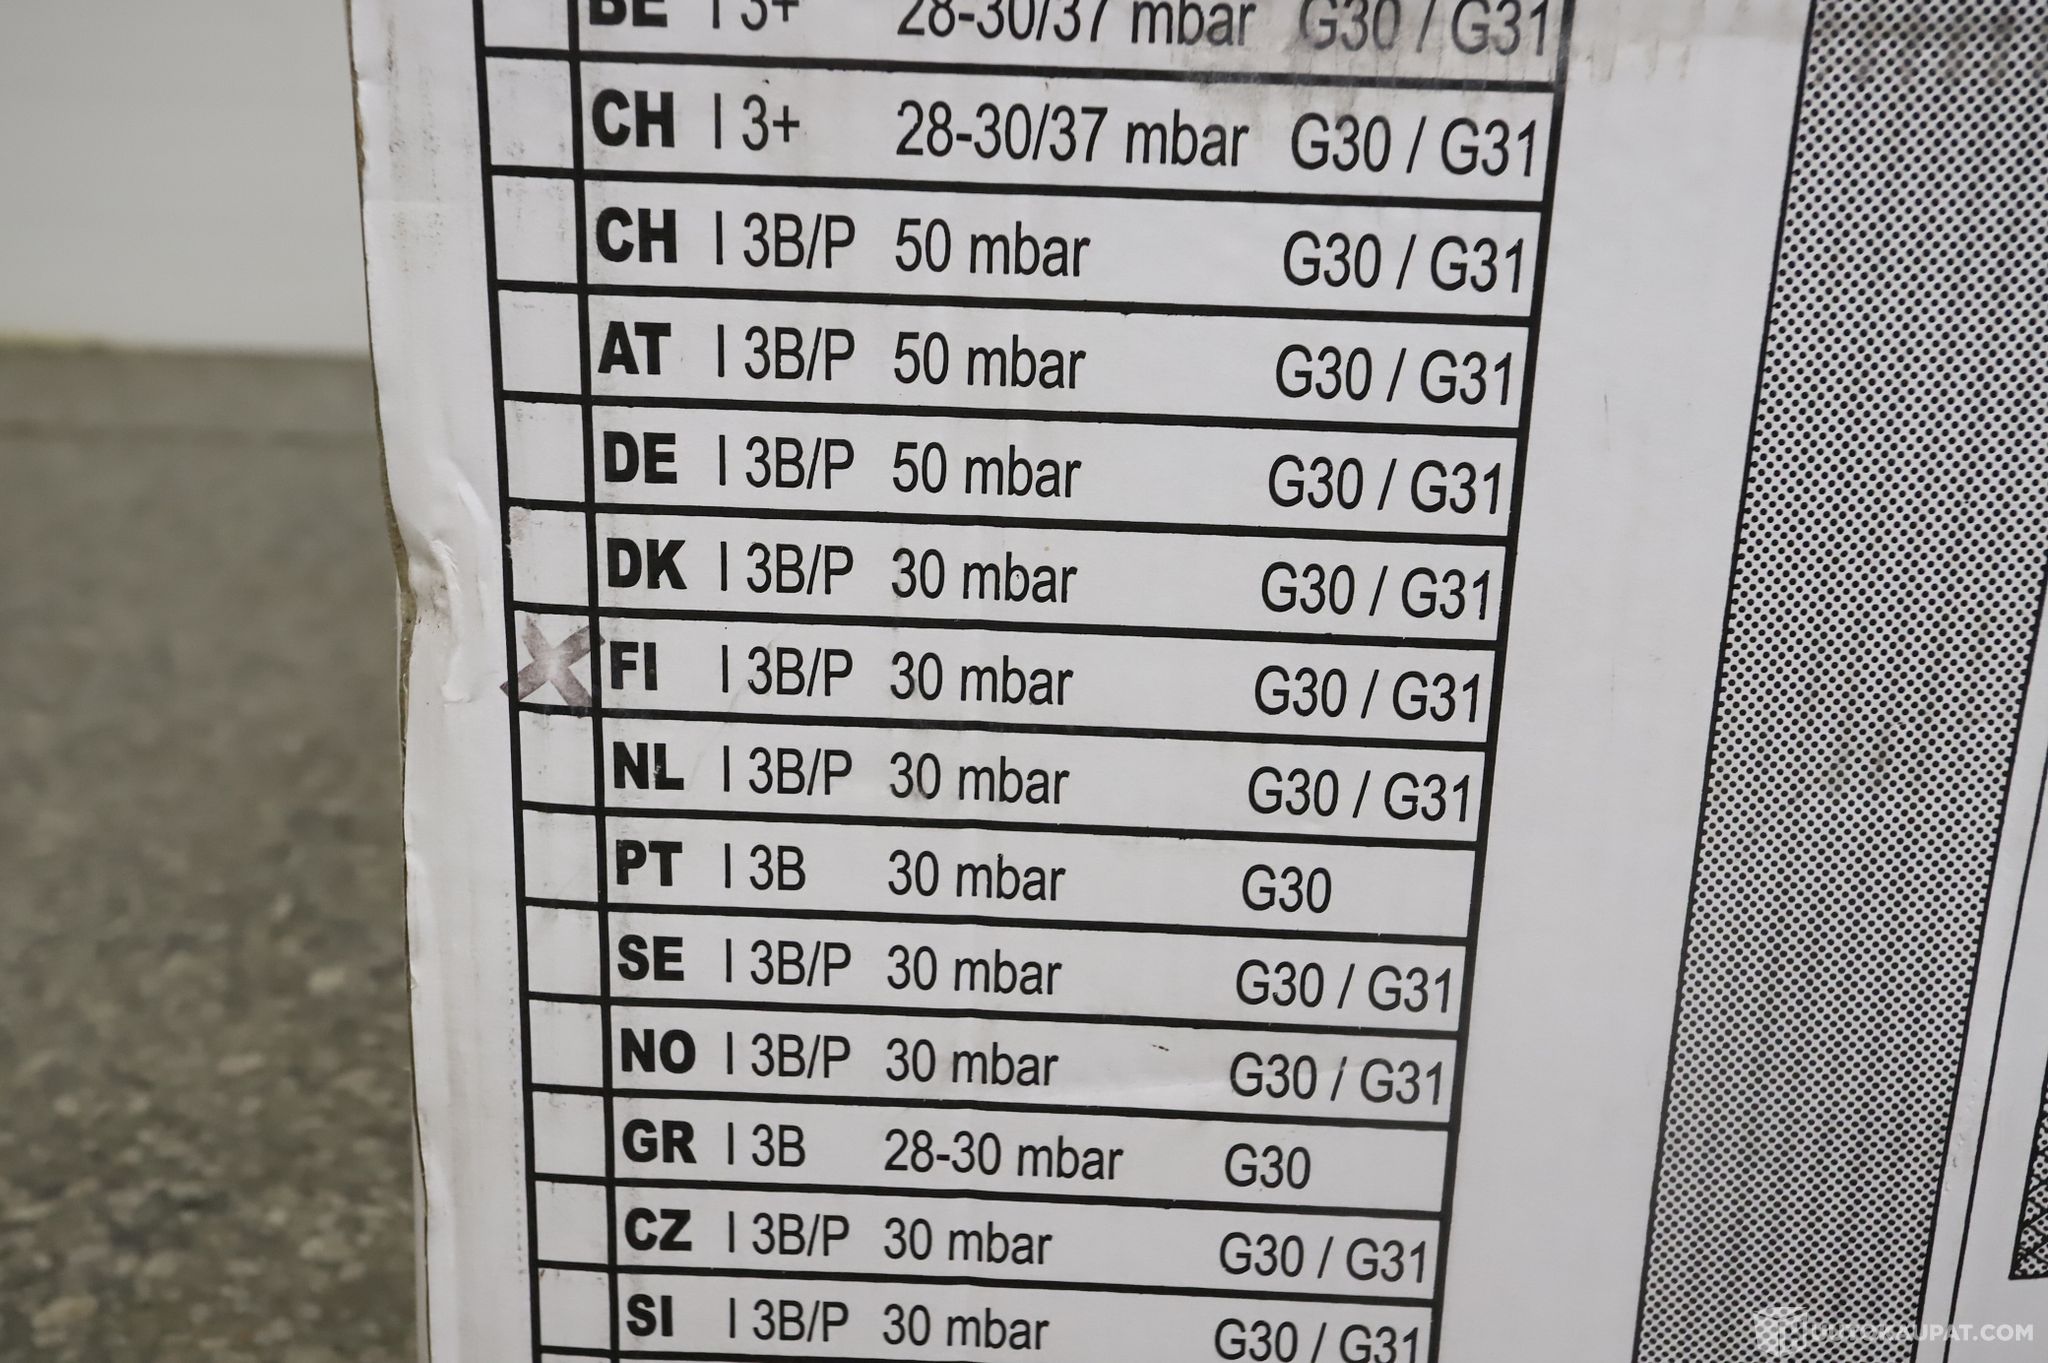 BE I 3+ 28-30/37 mbar G30 / G31
CH I 3+ 28-30/37 mbar G30 / G31
CH I 3B/P 50 mbar G30 / G31
AT I 3B/P 50 mbar G30 / G31
DE I 3B/P 50 mbar G30 / G31
DK I 3B/P 30 mbar G30 / G31
X FI I 3B/P 30 mbar G30 / G31
NL I 3B/P 30 mbar G30 / G31
PT I 3B 30 mbar G30
SE I 3B/P 30 mbar G30 / G31
NO I 3B/P 30 mbar G30 / G31
GR I 3B 28-30 mbar G30
CZ I 3B/P 30 mbar G30 / G31
SI I 3B/P 30 mbar G30 / G31